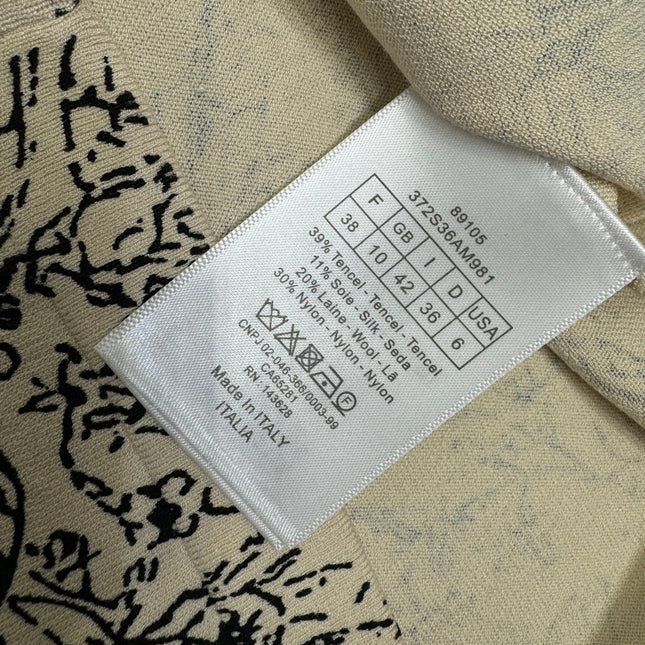 89105
372S36AM981
F GB I D USA
38 10 42 36 6
39% Tencel - Tencel - Tencel
11% Soie - Silk - Seda
20% Laine - Wool - Lã
30% Nylon - Nylon - Nylon
F
CNPJ 02-046-368/0003-99
CA65281
RN:143628
Made in ITALY
ITALIA